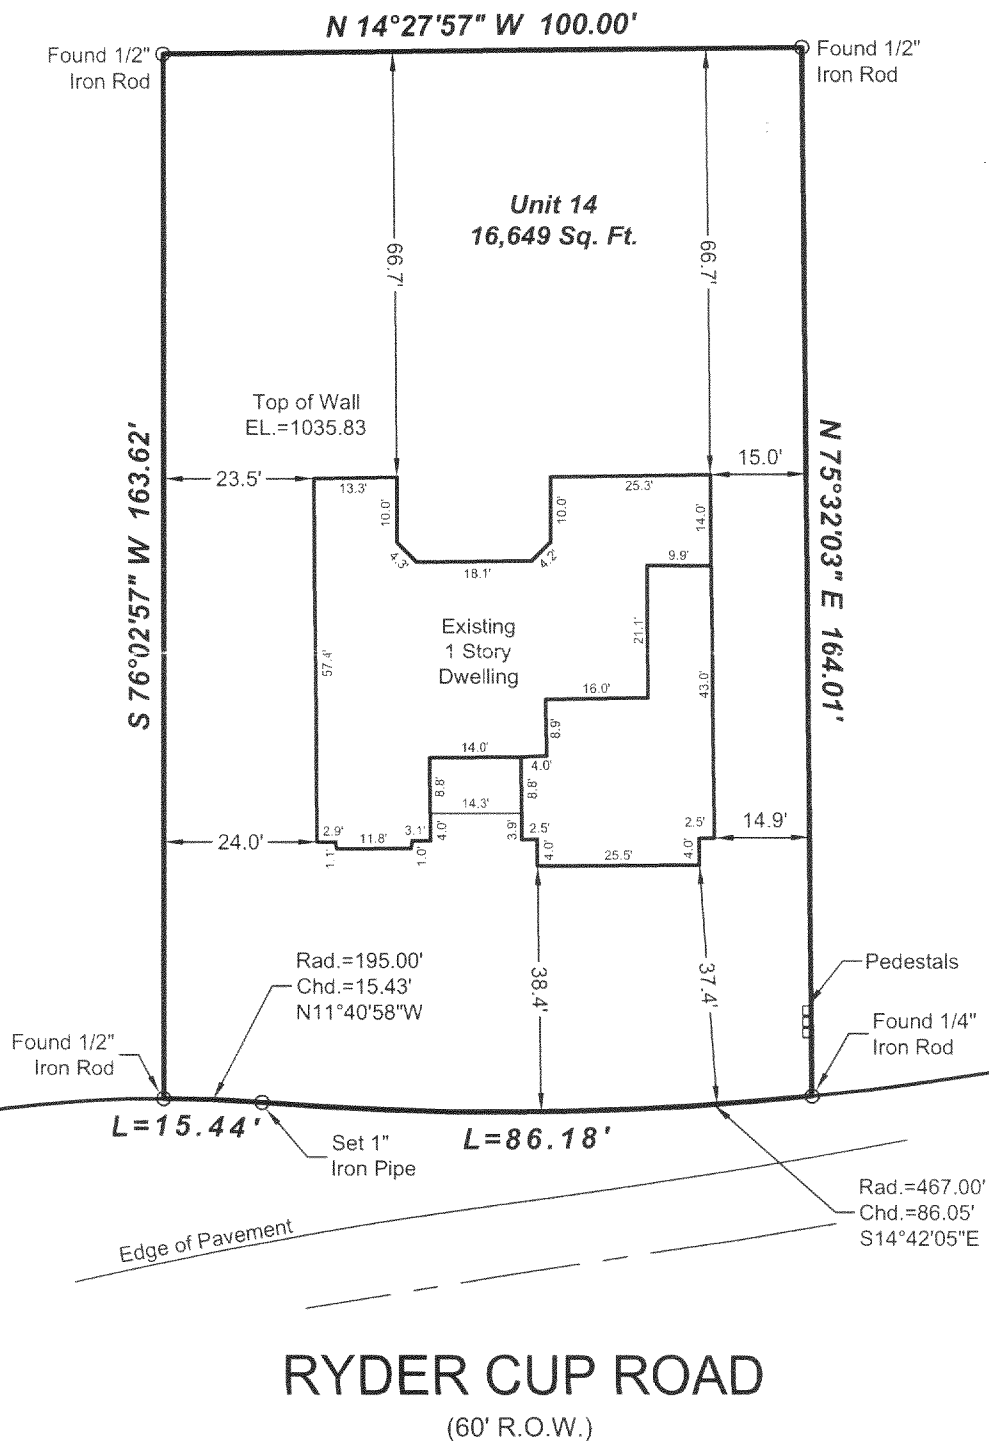 N 14°27'57" W 100.00'
Found 1/2"
Iron Rod
Found 1/2"
Iron Rod
Unit 14
16,649 Sq. Ft.
66.7'
66.7'
Top of Wall
EL.=1035.83
S 76°02'57" W 163.62'
N 75°32'03" E 164.01'
23.5'
13.3'
10.0'
4.3'
18.1'
4.2'
10.0'
25.3'
15.0'
14.0'
9.9'
21.1'
Existing
1 Story
Dwelling
57.4'
43.0'
16.0'
8.9'
14.0'
4.0'
8.8'
8.8'
14.3'
24.0'
2.9'
1.1'
11.8'
3.1'
1.0'
4.0'
3.9'
2.5'
4.0'
25.5'
2.5'
4.0'
14.9'
38.4'
37.4'
Rad.=195.00'
Chd.=15.43'
N11°40'58"W
Pedestals
Found 1/2"
Iron Rod
Found 1/4"
Iron Rod
L=15.44'
L=86.18'
Set 1"
Iron Pipe
Rad.=467.00'
Chd.=86.05'
S14°42'05"E
Edge of Pavement
RYDER CUP ROAD
(60' R.O.W.)